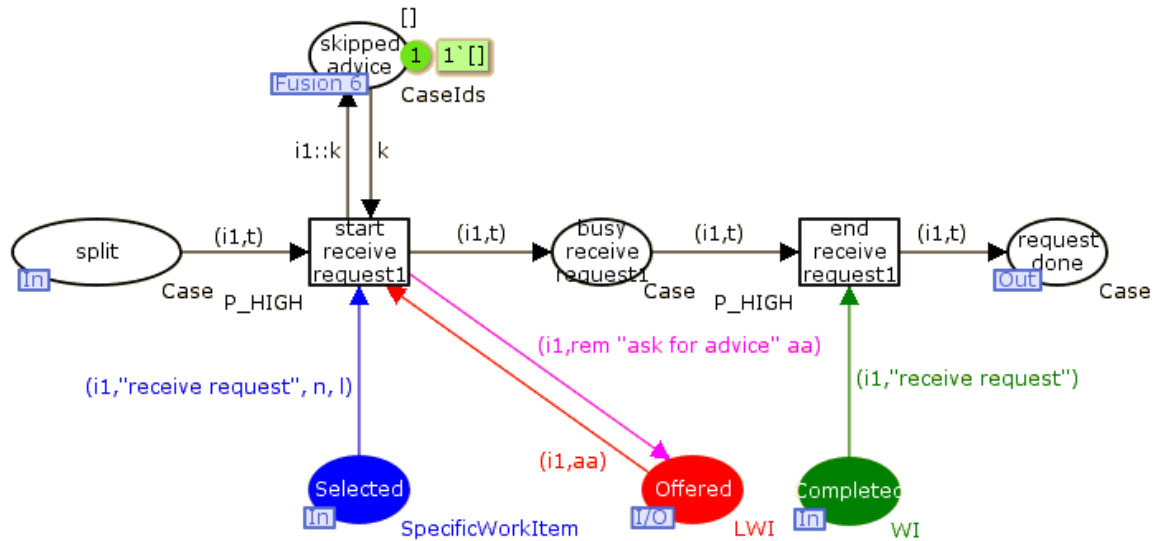 []
skipped
advice
1
1`[]
Fusion 6
CaseIds
i1::k
k
split
In
Case
(i1,t)
start
receive
request1
P_HIGH
(i1,t)
busy
receive
request1
Case
(i1,t)
end
receive
request1
P_HIGH
(i1,t)
request
done
Out
Case
(i1,rem "ask for advice" aa)
(i1,"receive request", n, l)
(i1,"receive request")
(i1,aa)
Selected
In
SpecificWorkItem
Offered
I/O
LWI
Completed
In
WI